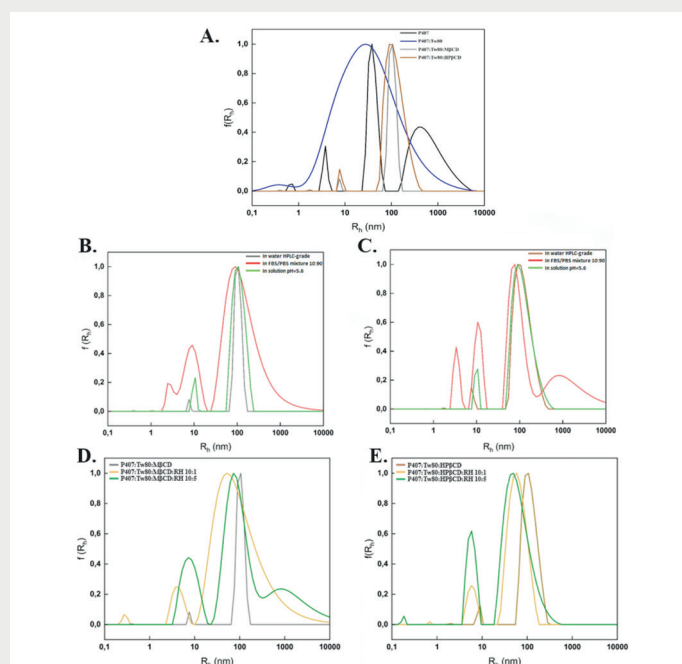 A.
P407
P407:Tw80
P407:Tw80:MβCD
P407:Tw80:HPβCD
1,0
0,8
0,6
0,4
0,2
0,0
f(Rh)
0,1 1 10 100 1000 10000
Rh (nm)
B.
In water HPLC-grade
In FBS/PBS mixture 10:90
In solution pH=5.6
1,0
0,8
0,6
0,4
0,2
0,0
f (Rh)
0,1 1 10 100 1000 10000
Rh (nm)
C.
In water HPLC-grade
In FBS/PBS mixture 10:90
In solution pH=5.6
1,0
0,8
0,6
0,4
0,2
0,0
f (Rh)
0,1 1 10 100 1000 10000
Rh (nm)
D.
P407:Tw80:MβCD
P407:Tw80:MβCD:RH 10:1
P407:Tw80:MβCD:RH 10:5
1,0
0,8
0,6
0,4
0,2
0,0
f (Rh)
0,1 1 10 100 1000 10000
Rh (nm)
E.
P407:Tw80:HPβCD
P407:Tw80:HPβCD:RH 10:1
P407:Tw80:HPβCD:RH 10:5
1,0
0,8
0,6
0,4
0,2
0,0
f(Rh)
0,1 1 10 100 1000 10000
Rh (nm)